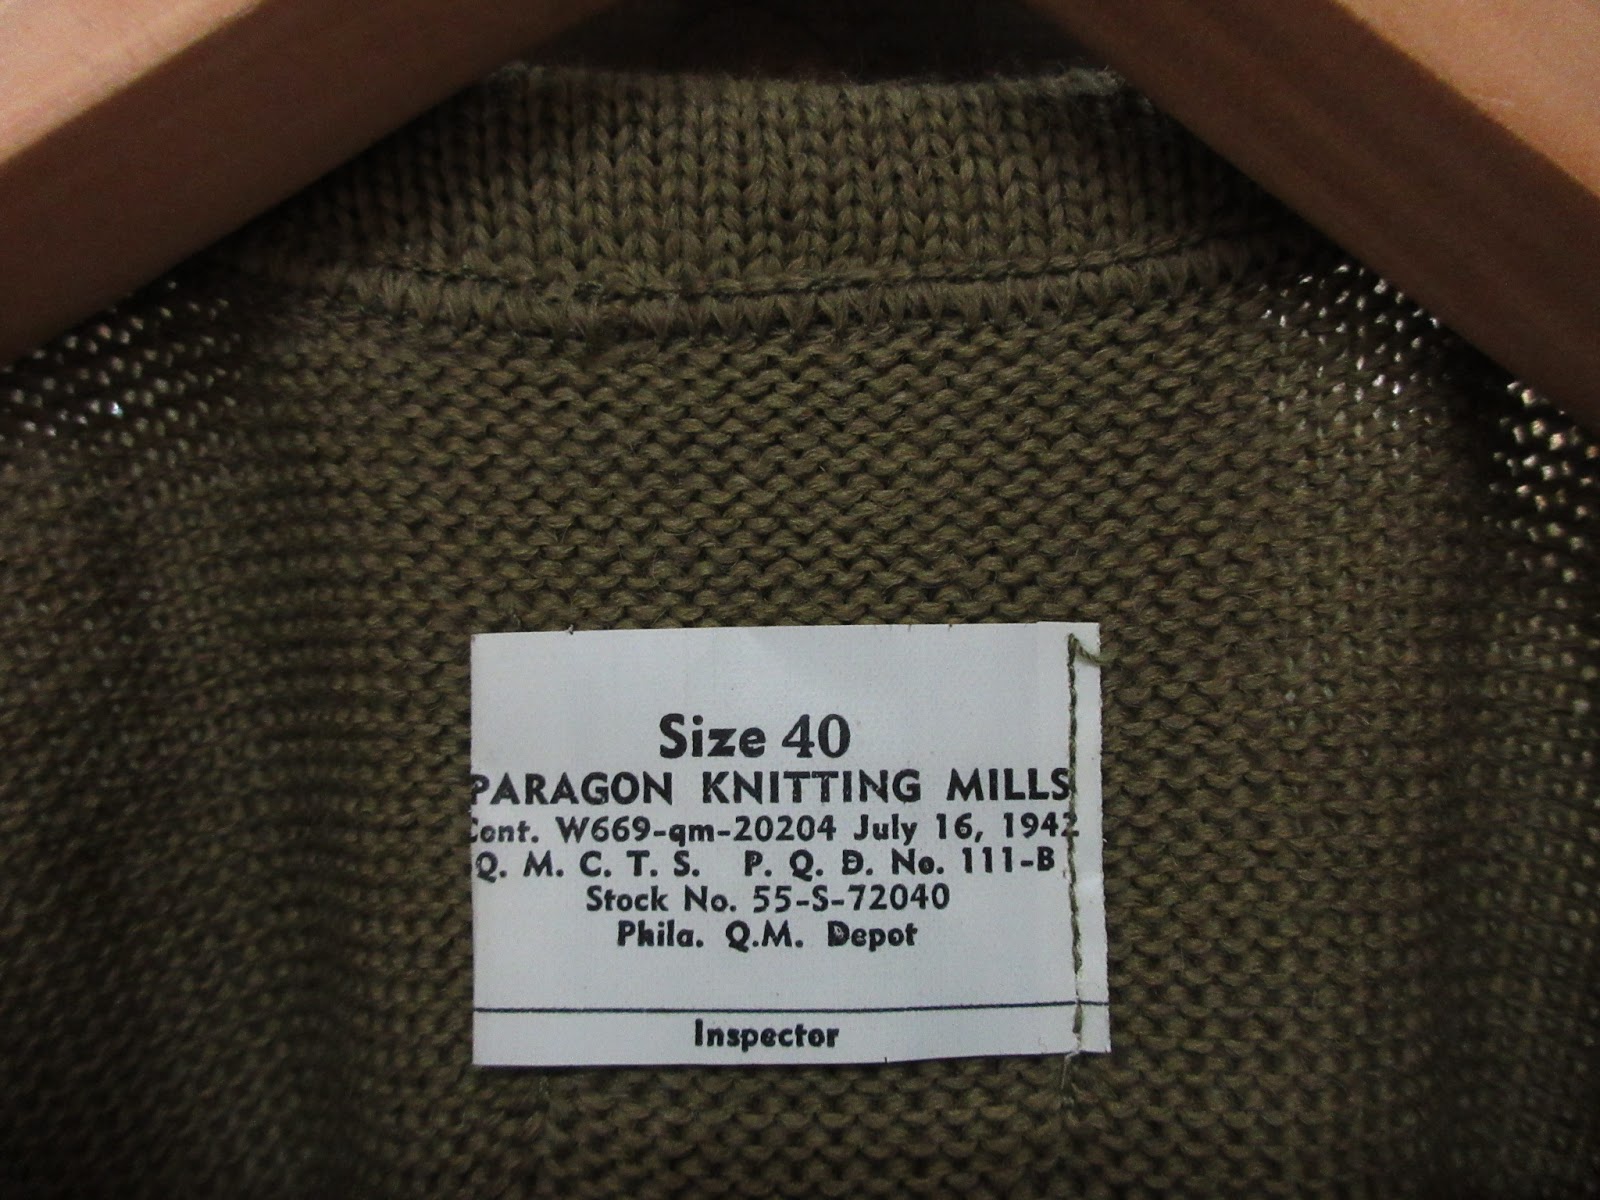 Size 40
PARAGON KNITTING MILLS
Cont. W669-qm-20204 July 16, 1942
Q. M. C. T. S. P. Q. D. No. 111-B
Stock No. 55-S-72040
Phila. Q.M. Depot
Inspector